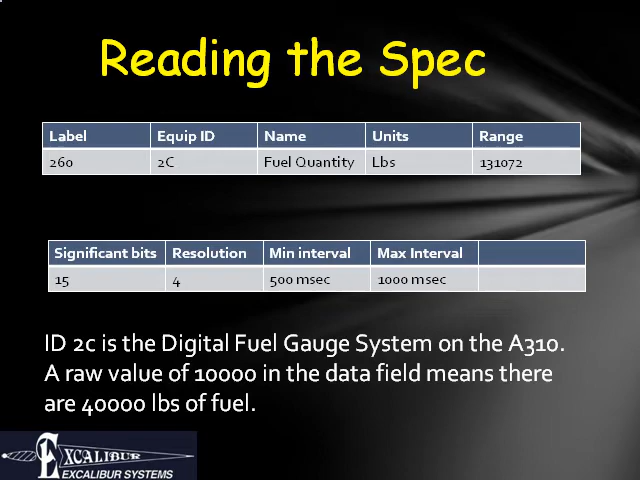 Reading the Spec
Label Equip ID Name Units Range
260 2C Fuel Quantity Lbs 131072
Significant bits Resolution Min interval Max Interval
15 4 500 msec 1000 msec
ID 2c is the Digital Fuel Gauge System on the A310.
A raw value of 10000 in the data field means there
are 40000 lbs of fuel.
EXCALIBUR
EXCALIBUR SYSTEMS